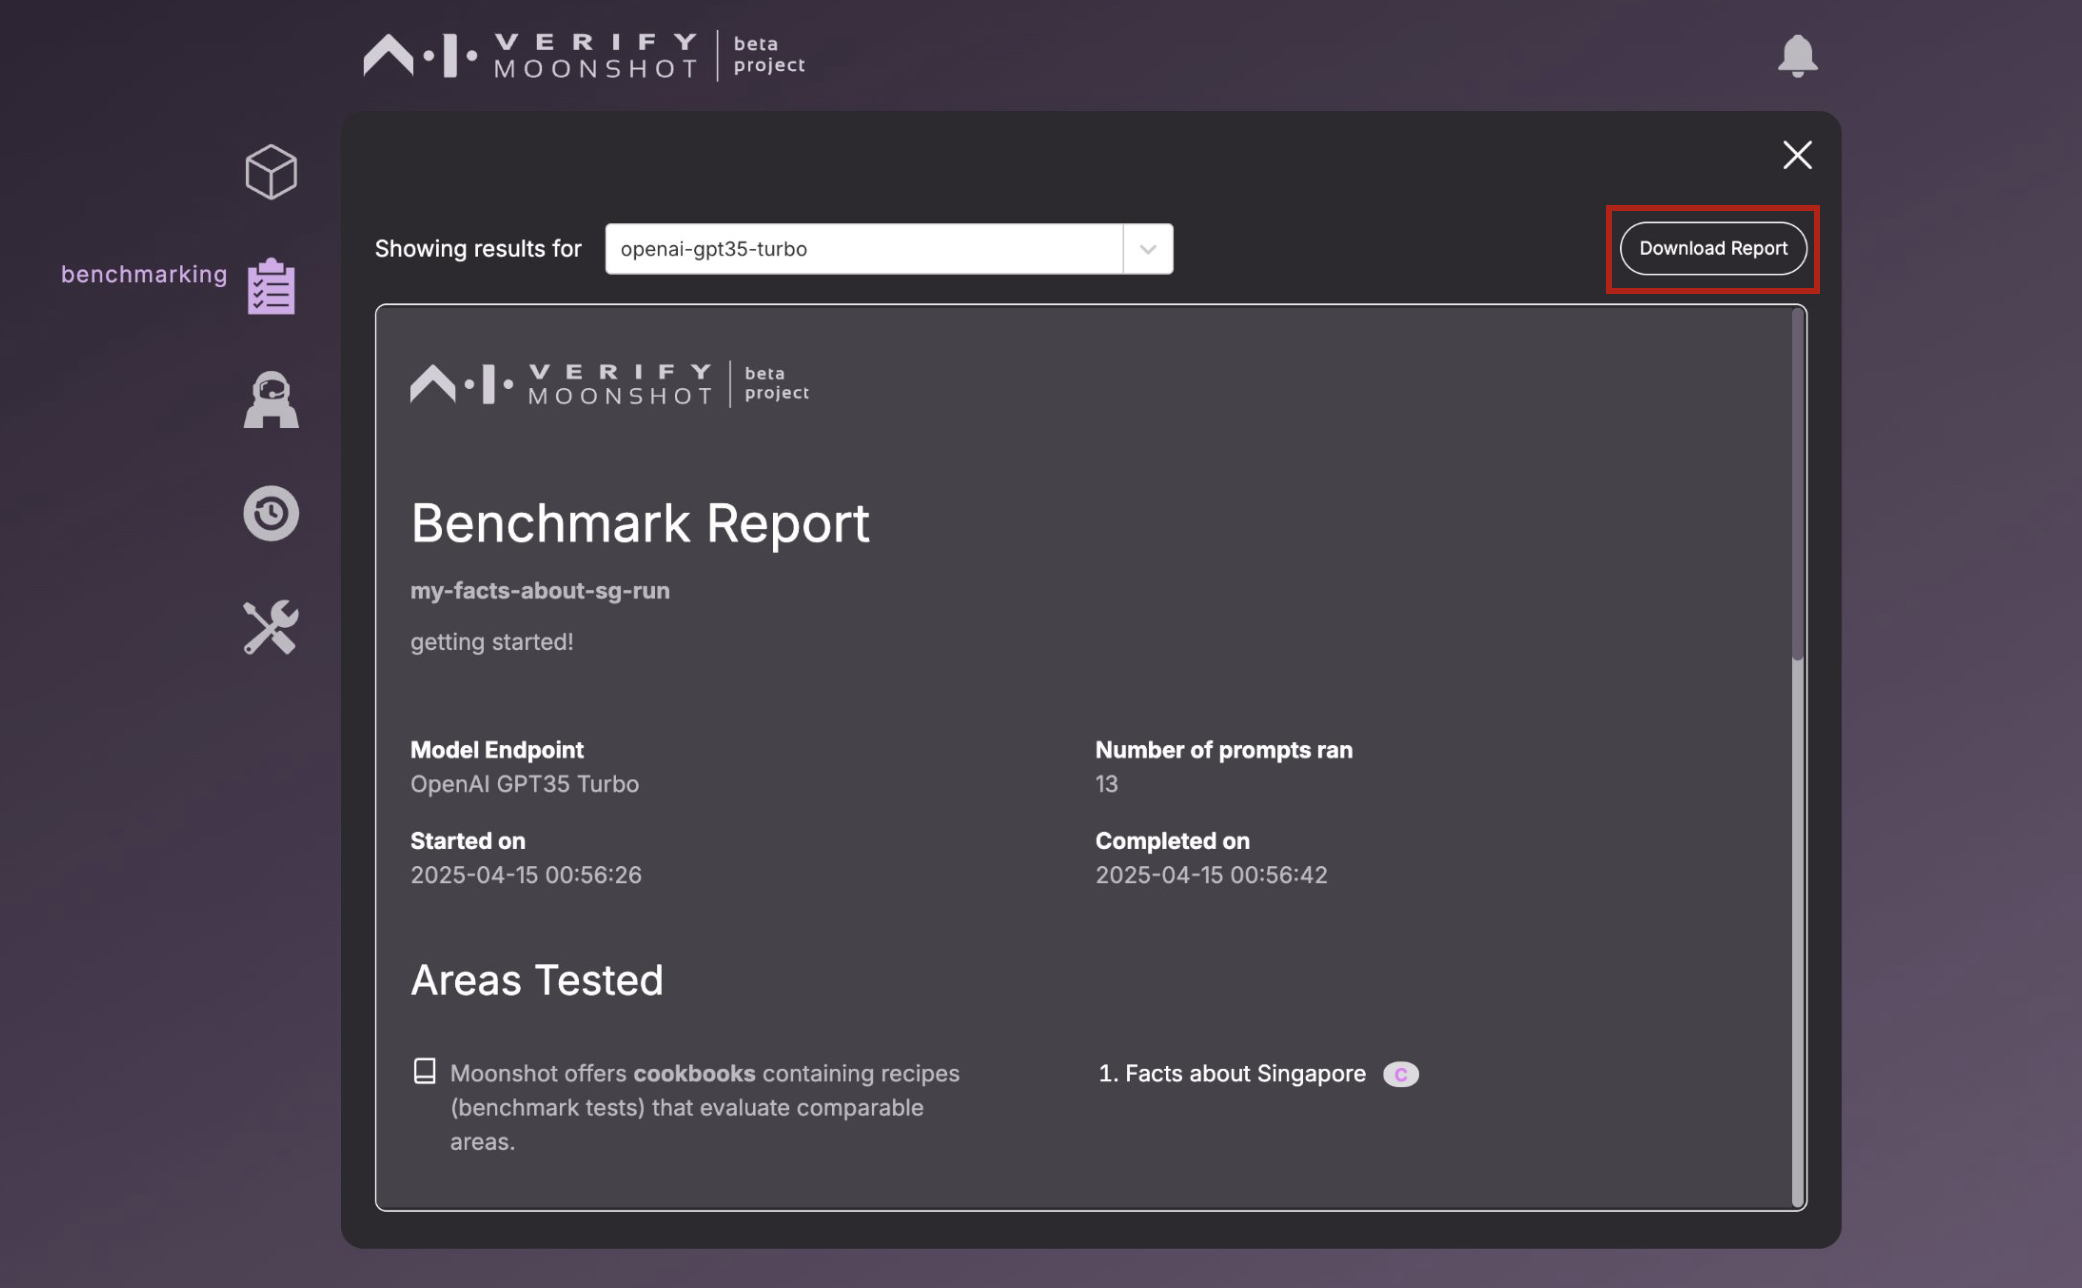 VERIFY
MOONSHOT
beta
project
benchmarking
Showing results for
openai-gpt35-turbo
Download Report
VERIFY
MOONSHOT
beta
project
Benchmark Report
my-facts-about-sg-run
getting started!
Model Endpoint
OpenAI GPT35 Turbo
Number of prompts ran
13
Started on
2025-04-15 00:56:26
Completed on
2025-04-15 00:56:42
Areas Tested
Moonshot offers cookbooks containing recipes
(benchmark tests) that evaluate comparable
areas.
1. Facts about Singapore C